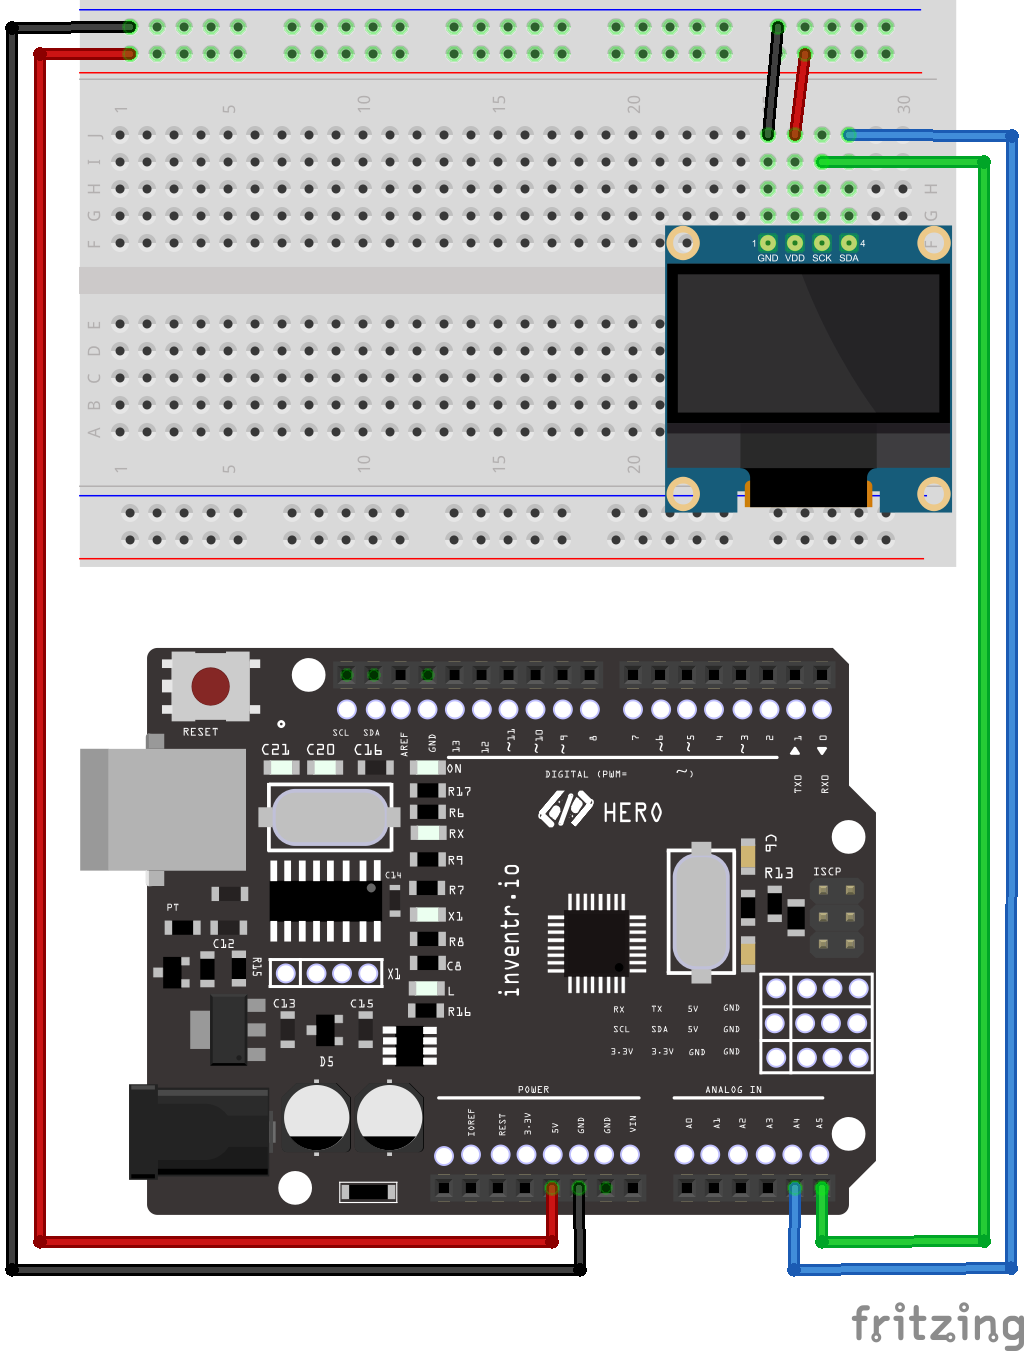 1 5 10 15 20 30
J
I
H H
G G
F F
1 4
GND VDD SCK SDA
E
D
C
B
A
1 5 10 15 20
RESET
SCL SDA AREF GND 13 12 ~11 ~10 ~9 8 7 ~6 ~5 4 ~3 2 1 0
TX0 RX0
DIGITAL (PWM= ~)
C21 C20 C16
ON
R17
R6
RX
R9
R7
X1
R8
C8
L
R16
HERO
inventr.io
C9
R13 ISCP
C14
PT
C12
R15
X1
C13 C15
D5
RX TX 5V GND
SCL SDA 5V GND
3.3V 3.3V GND GND
POWER ANALOG IN
IOREF REST 3.3V 5V GND GND VIN A0 A1 A2 A3 A4 A5
fritzing